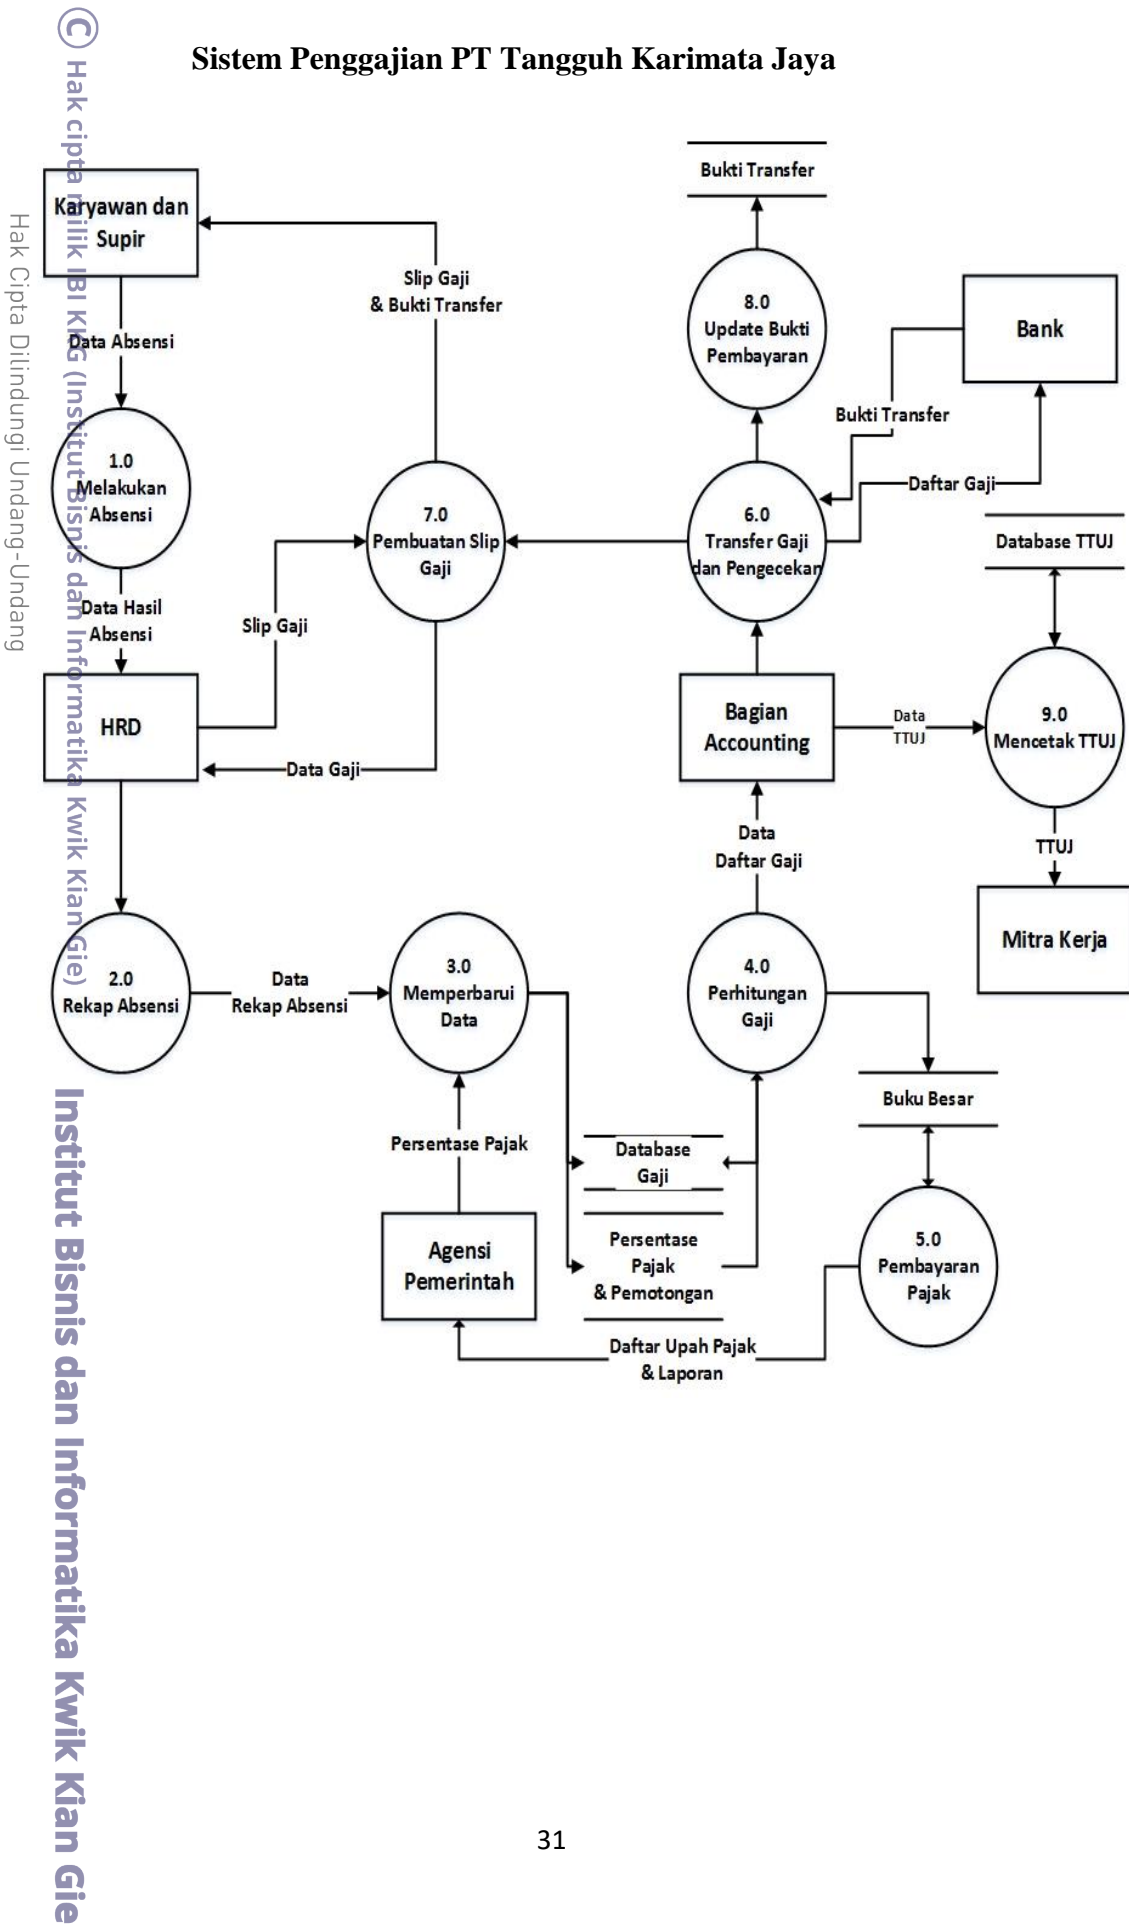 Sistem Penggajian PT Tangguh Karimata Jaya
© Hak cipta milik IBI KKG (Institut Bisnis dan Informatika Kwik Kian Gie)
Hak Cipta Dilindungi Undang-Undang
Institut Bisnis dan Informatika Kwik Kian Gie
Karyawan dan
Supir
Data Absensi
1.0
Melakukan
Absensi
Data Hasil
Absensi
HRD
Slip Gaji
& Bukti Transfer
7.0
Pembuatan Slip
Gaji
Slip Gaji
Data Gaji
Bukti Transfer
8.0
Update Bukti
Pembayaran
Bank
Bukti Transfer
Daftar Gaji
6.0
Transfer Gaji
dan Pengecekan
Database TTUJ
Bagian
Accounting
Data
TTUJ
9.0
Mencetak TTUJ
TTUJ
Mitra Kerja
Data
Daftar Gaji
2.0
Rekap Absensi
Data
Rekap Absensi
3.0
Memperbarui
Data
4.0
Perhitungan
Gaji
Buku Besar
Persentase Pajak
Database
Gaji
Agensi
Pemerintah
Persentase
Pajak
& Pemotongan
5.0
Pembayaran
Pajak
Daftar Upah Pajak
& Laporan
31